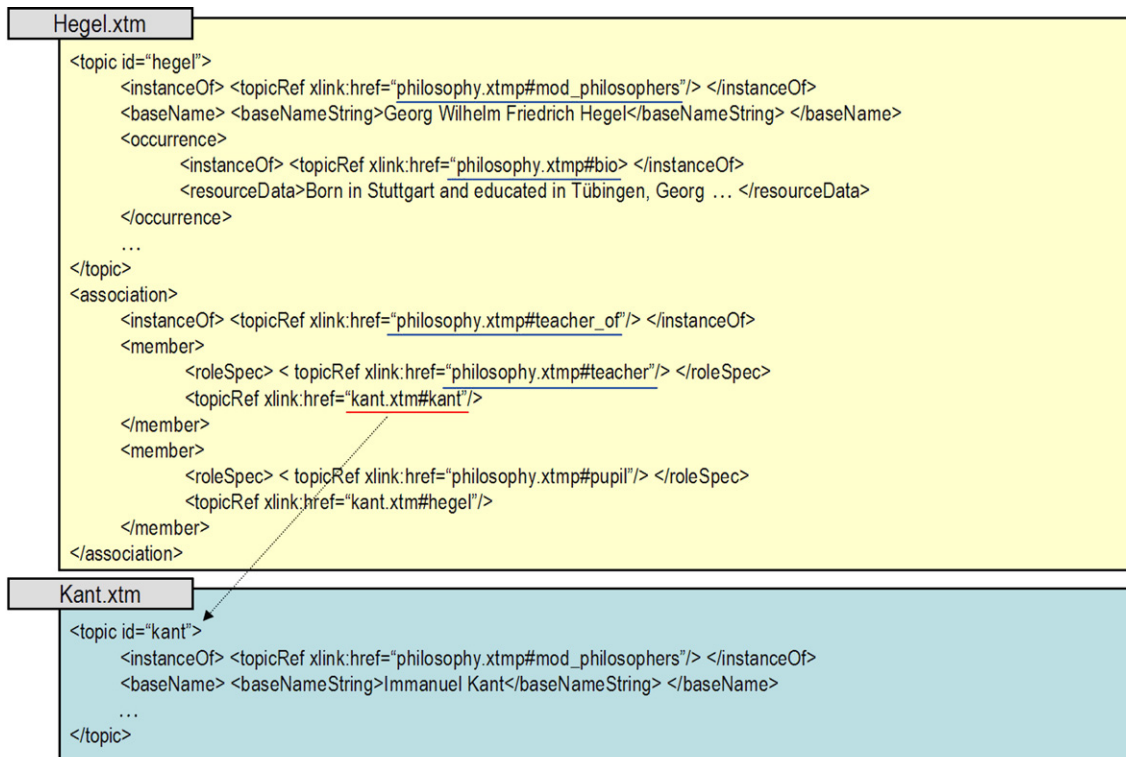 Hegel.xtm
<topic id=“hegel”>
<instanceOf> <topicRef xlink:href=“philosophy.xtmp#mod_philosophers”/> </instanceOf>
<baseName> <baseNameString>Georg Wilhelm Friedrich Hegel</baseNameString> </baseName>
<occurrence>
<instanceOf> <topicRef xlink:href=“philosophy.xtmp#bio> </instanceOf>
<resourceData>Born in Stuttgart and educated in Tübingen, Georg … </resourceData>
</occurrence>
…
</topic>
<association>
<instanceOf> <topicRef xlink:href=“philosophy.xtmp#teacher_of”/> </instanceOf>
<member>
<roleSpec> < topicRef xlink:href=“philosophy.xtmp#teacher”/> </roleSpec>
<topicRef xlink:href=“kant.xtm#kant”/>
</member>
<member>
<roleSpec> < topicRef xlink:href=“philosophy.xtmp#pupil”/> </roleSpec>
<topicRef xlink:href=“kant.xtm#hegel”/>
</member>
</association>
Kant.xtm
<topic id=“kant”>
<instanceOf> <topicRef xlink:href=“philosophy.xtmp#mod_philosophers”/> </instanceOf>
<baseName> <baseNameString>Immanuel Kant</baseNameString> </baseName>
…
</topic>